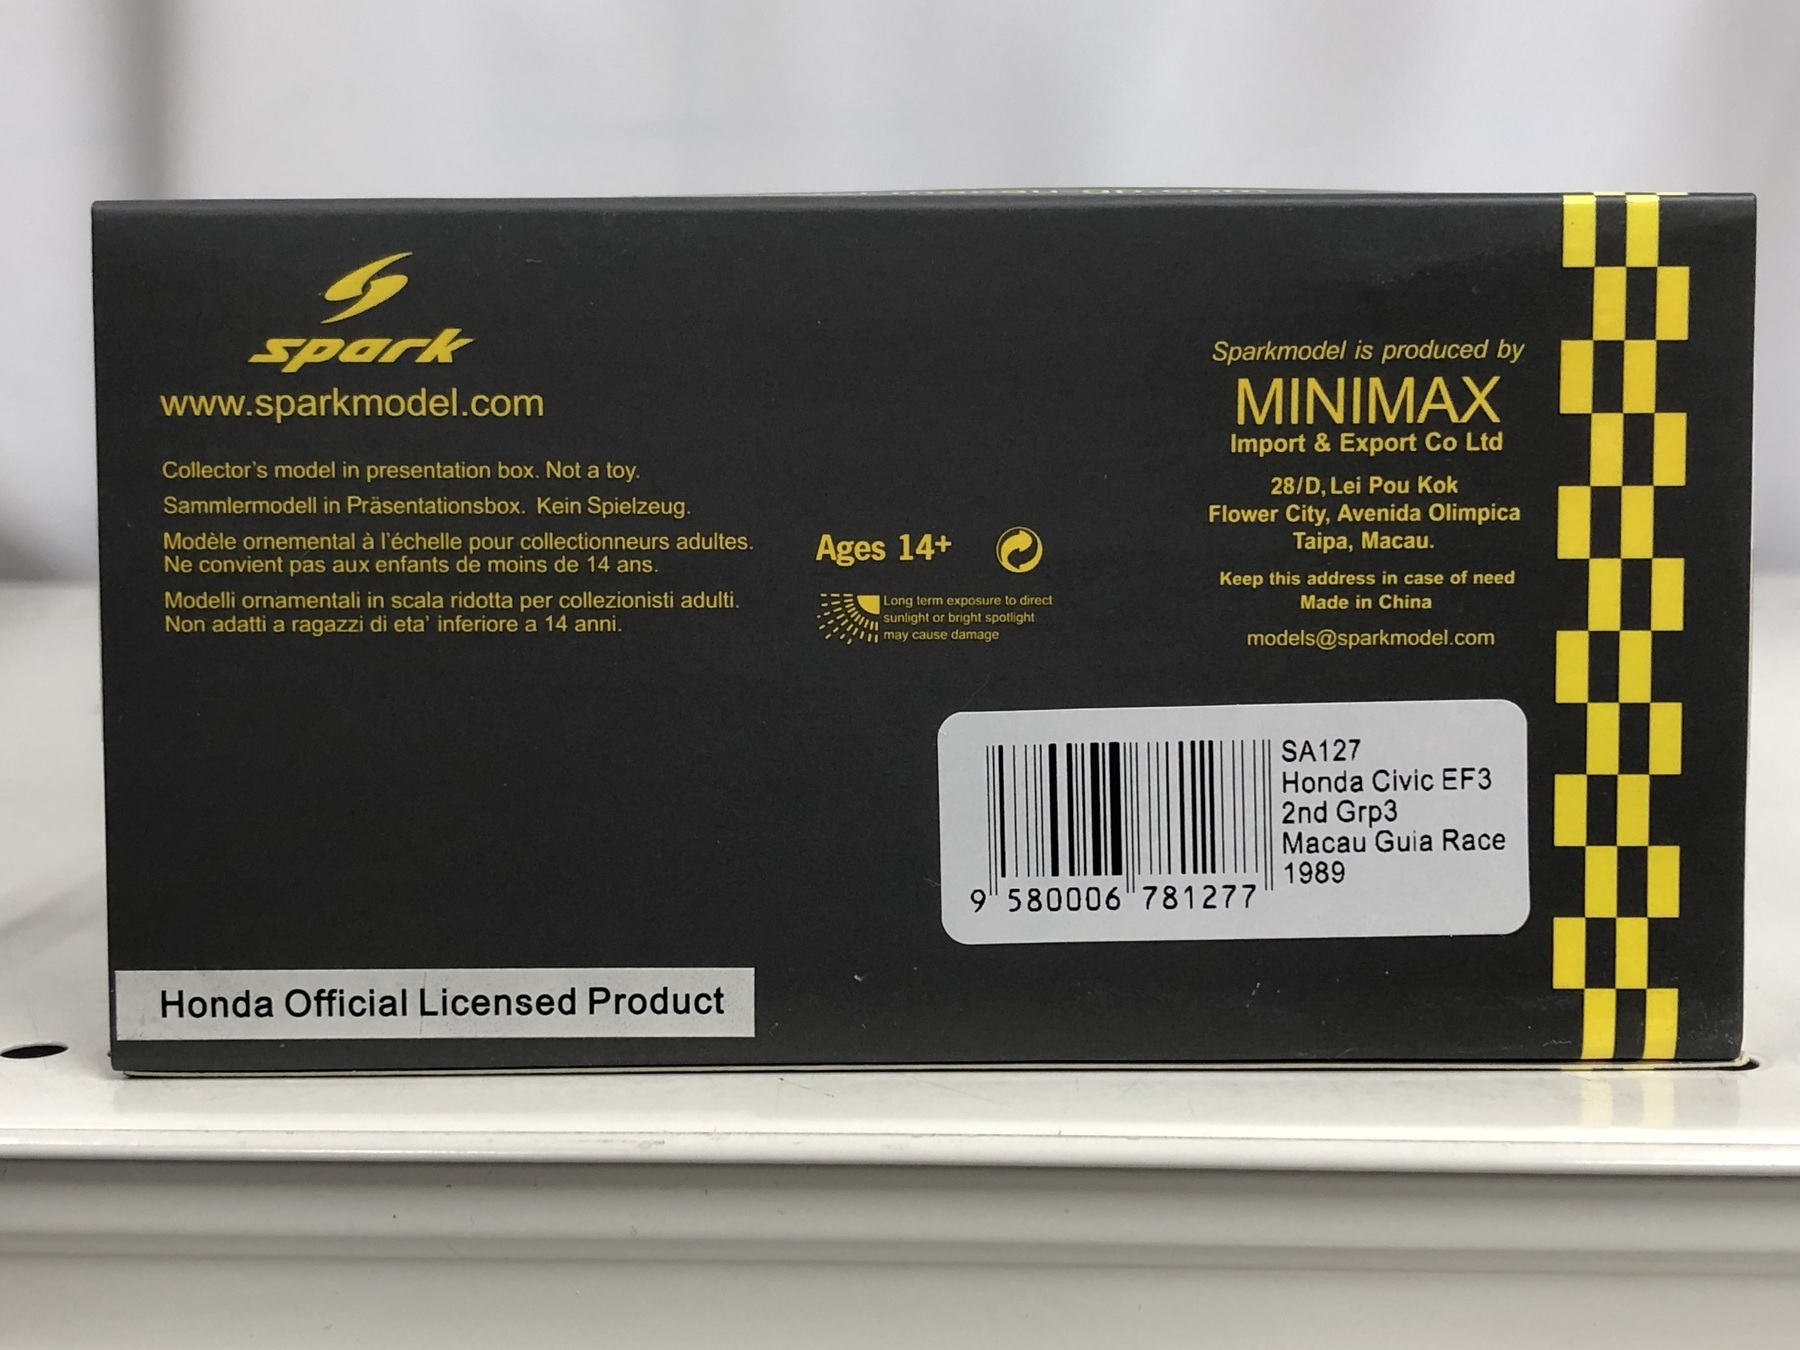 spark
www.sparkmodel.com
Collector's model in presentation box. Not a toy.
Sammlermodell in Präsentationsbox. Kein Spielzeug.
Modèle ornemental à l'échelle pour collectionneurs adultes.
Ne convient pas aux enfants de moins de 14 ans.
Modelli ornamentali in scala ridotta per collezionisti adulti.
Non adatti a ragazzi di eta' inferiore a 14 anni.
Ages 14+
Long term exposure to direct
sunlight or bright spotlight
may cause damage
Sparkmodel is produced by
MINIMAX
Import & Export Co Ltd
28/D, Lei Pou Kok
Flower City, Avenida Olimpica
Taipa, Macau.
Keep this address in case of need
Made in China
models@sparkmodel.com
SA127
Honda Civic EF3
2nd Grp3
Macau Guia Race
1989
9 580006 781277
Honda Official Licensed Product